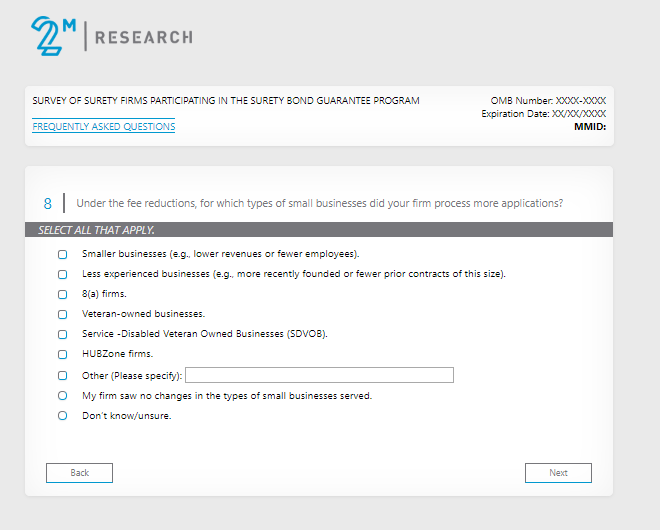 2M RESEARCH
SURVEY OF SURETY FIRMS PARTICIPATING IN THE SURETY BOND GUARANTEE PROGRAM
FREQUENTLY ASKED QUESTIONS
OMB Number: XXXX-XXXX
Expiration Date: XX/XX/XXXX
MMID:
8 Under the fee reductions, for which types of small businesses did your firm process more applications?
SELECT ALL THAT APPLY.
Smaller businesses (e.g., lower revenues or fewer employees).
Less experienced businesses (e.g., more recently founded or fewer prior contracts of this size).
8(a) firms.
Veteran-owned businesses.
Service -Disabled Veteran Owned Businesses (SDVOB).
HUBZone firms.
Other (Please specify):
My firm saw no changes in the types of small businesses served.
Don't know/unsure.
Back
Next